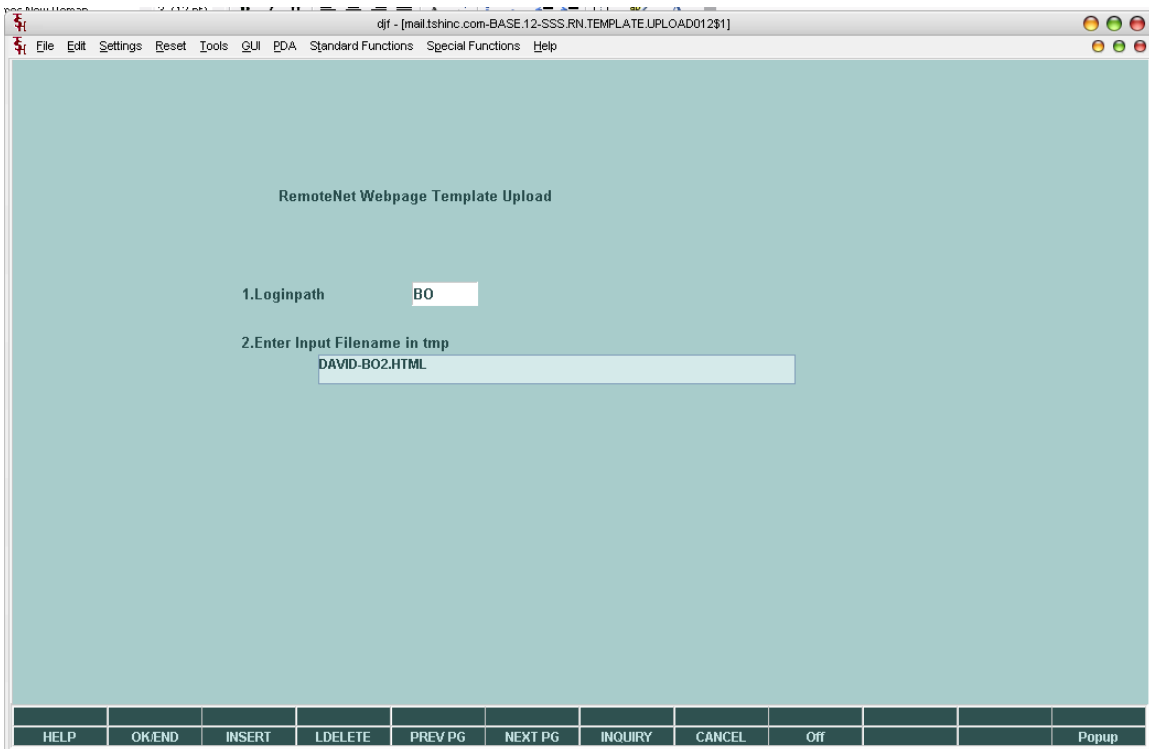 djf - [mail.tshinc.com-BASE.12-SSS.RN.TEMPLATE.UPLOAD012$1]
File Edit Settings Reset Tools GUI PDA Standard Functions Special Functions Help
RemoteNet Webpage Template Upload
1.Loginpath BO
2.Enter Input Filename in tmp
DAVID-BO2.HTML
HELP OK/END INSERT LDELETE PREV PG NEXT PG INQUIRY CANCEL Off Popup